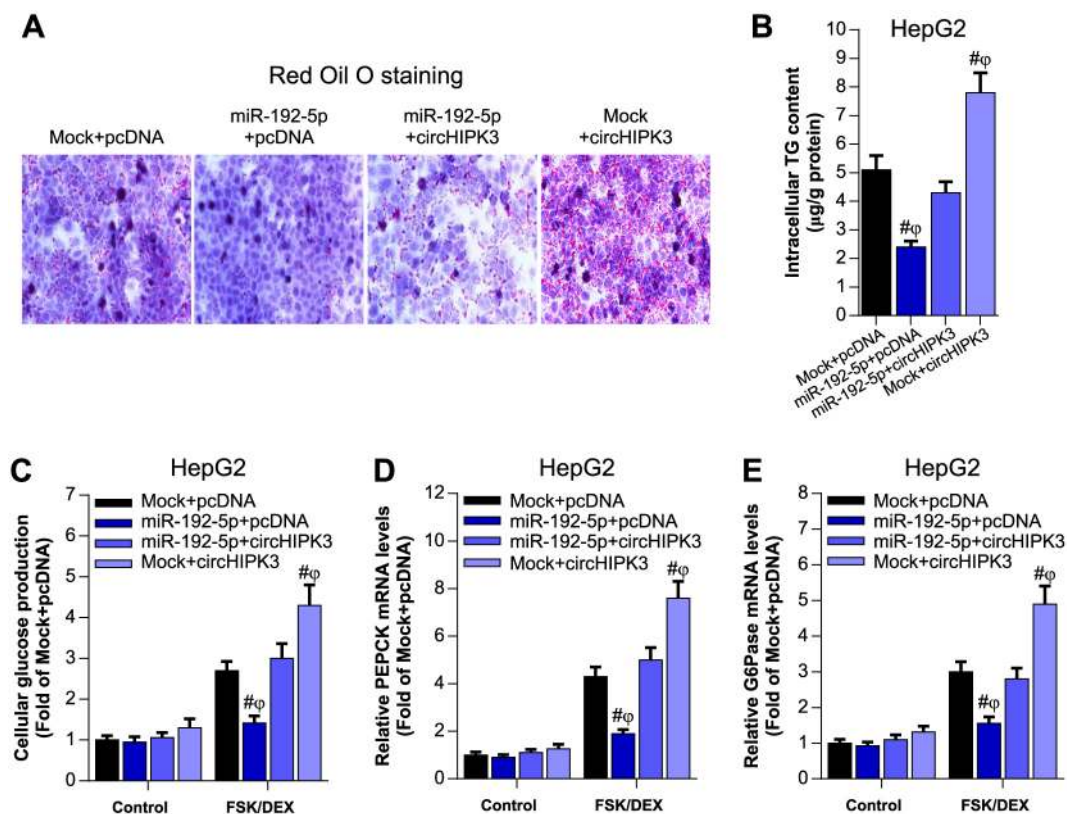 A
Red Oil O staining
Mock+pcDNA
miR-192-5p
+pcDNA
miR-192-5p
+circHIPK3
Mock
+circHIPK3
B
HepG2
Intracellular TG content
(µg/g protein)
10
9
8
7
6
5
4
3
2
1
0
#φ
#φ
Mock+pcDNA
miR-192-5p+pcDNA
miR-192-5p+circHIPK3
Mock+circHIPK3
C
HepG2
Mock+pcDNA
miR-192-5p+pcDNA
miR-192-5p+circHIPK3
Mock+circHIPK3
Cellular glucose production
(Fold of Mock+pcDNA)
7
6
5
4
3
2
1
0
#φ
#φ
Control
FSK/DEX
D
HepG2
Mock+pcDNA
miR-192-5p+pcDNA
miR-192-5p+circHIPK3
Mock+circHIPK3
Relative PEPCK mRNA levels
(Fold of Mock+pcDNA)
12
10
8
6
4
2
0
#φ
#φ
Control
FSK/DEX
E
HepG2
Mock+pcDNA
miR-192-5p+pcDNA
miR-192-5p+circHIPK3
Mock+circHIPK3
Relative G6Pase mRNA levels
(Fold of Mock+pcDNA)
8
7
6
5
4
3
2
1
0
#φ
#φ
Control
FSK/DEX